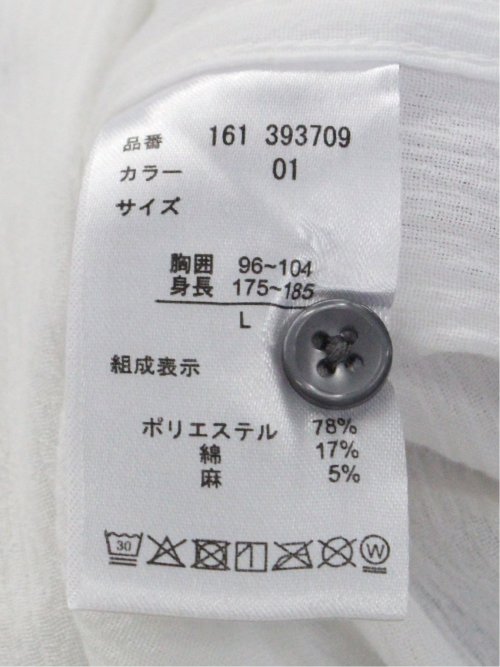 品番 161 393709
カラー 01
サイズ
胸囲 96~104
身長 175~185
L
組成表示
ポリエステル 78%
綿 17%
麻 5%
30 W